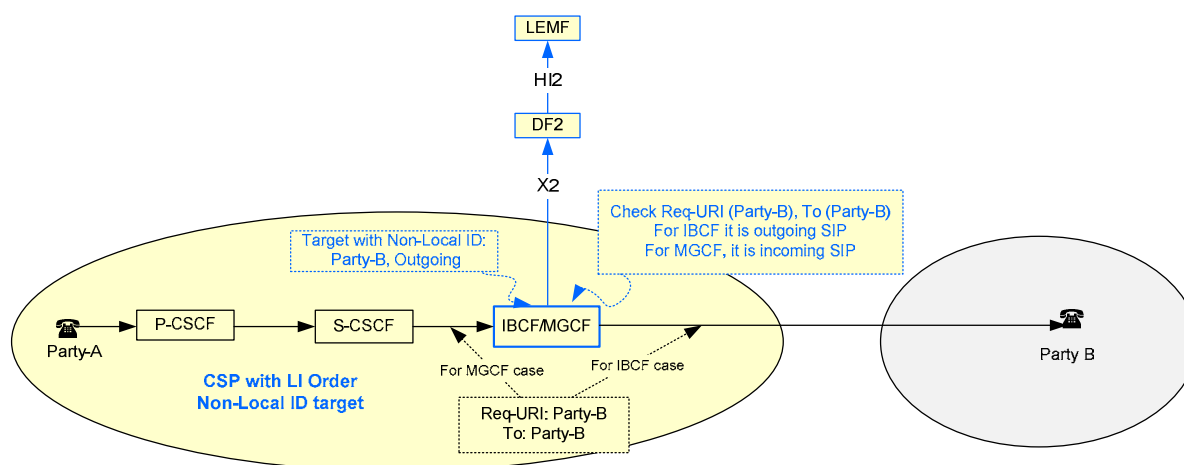 LEMF
HI2
DF2
X2
Check Req-URI (Party-B), To (Party-B)
For IBCF it is outgoing SIP
For MGCF, it is incoming SIP
Target with Non-Local ID:
Party-B, Outgoing
Party-A
P-CSCF
S-CSCF
IBCF/MGCF
Party B
For MGCF case
For IBCF case
CSP with LI Order
Non-Local ID target
Req-URI: Party-B
To: Party-B